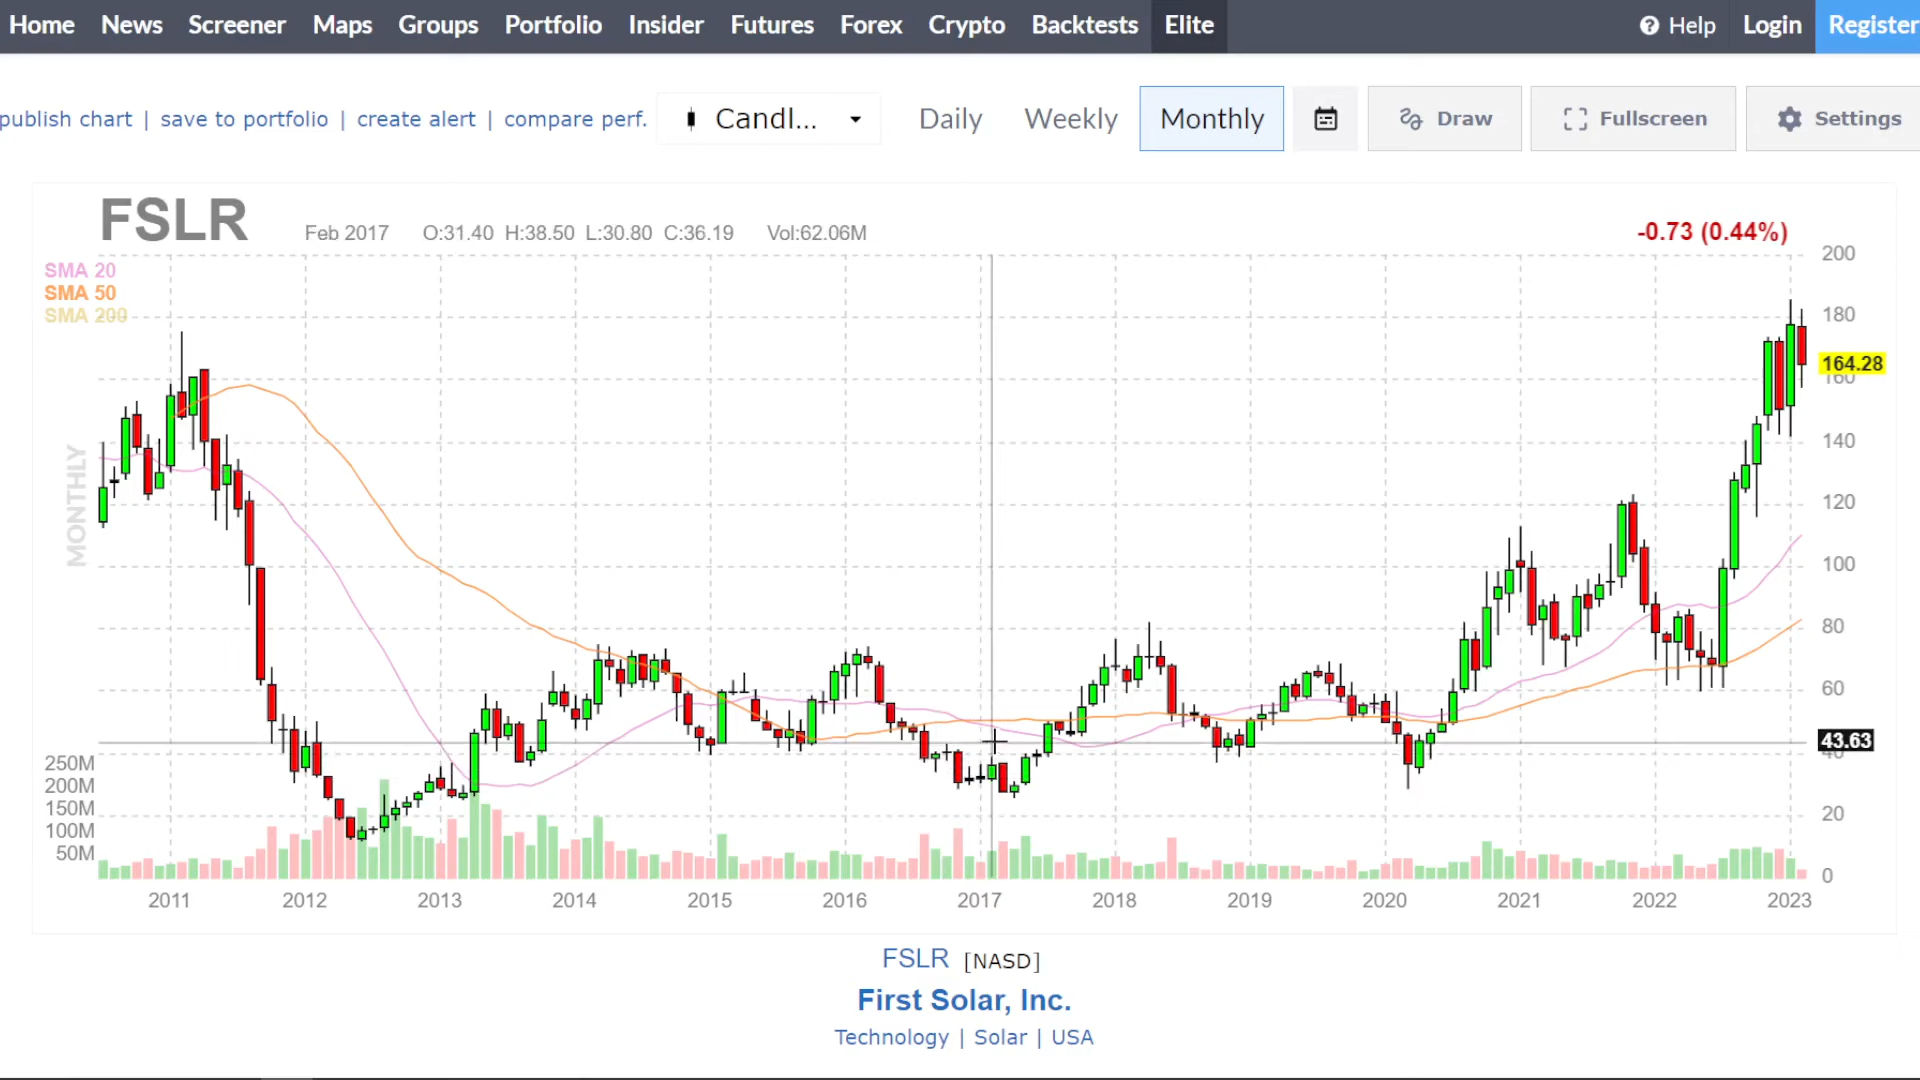 Home News Screener Maps Groups Portfolio Insider Futures Forex Crypto Backtests Elite Help Login Register
publish chart | save to portfolio | create alert | compare perf. Candl... Daily Weekly Monthly Draw Fullscreen Settings
FSLR Feb 2017 O:31.40 H:38.50 L:30.80 C:36.19 Vol:62.06M -0.73 (0.44%)
SMA 20
SMA 50
SMA 200
MONTHLY
200
180
164.28
160
140
120
100
80
60
43.63
40
20
0
250M
200M
150M
100M
50M
2011 2012 2013 2014 2015 2016 2017 2018 2019 2020 2021 2022 2023
FSLR [NASD]
First Solar, Inc.
Technology | Solar | USA